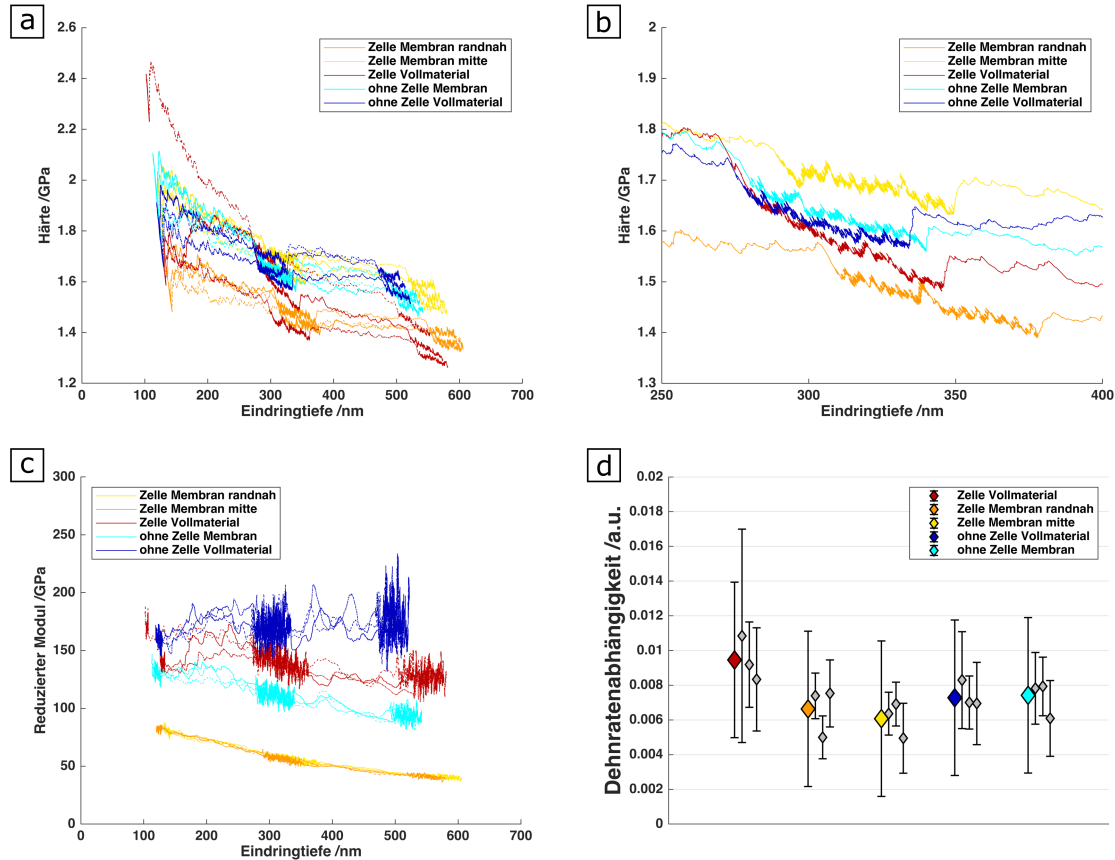 a
2.6
2.4
2.2
2
1.8
1.6
1.4
1.2
Härte /GPa
0
100
200
300
400
500
600
700
Eindringtiefe /nm
Zelle Membran randnah
Zelle Membran mitte
Zelle Vollmaterial
ohne Zelle Membran
ohne Zelle Vollmaterial
b
2
1.9
1.8
1.7
1.6
1.5
1.4
1.3
Härte /GPa
250
300
350
400
Eindringtiefe /nm
Zelle Membran randnah
Zelle Membran mitte
Zelle Vollmaterial
ohne Zelle Membran
ohne Zelle Vollmaterial
c
300
250
200
150
100
50
0
Reduzierter Modul /GPa
0
100
200
300
400
500
600
700
Eindringtiefe /nm
Zelle Membran randnah
Zelle Membran mitte
Zelle Vollmaterial
ohne Zelle Membran
ohne Zelle Vollmaterial
d
0.02
0.018
0.016
0.014
0.012
0.01
0.008
0.006
0.004
0.002
0
Dehnratenabhängigkeit /a.u.
Zelle Vollmaterial
Zelle Membran randnah
Zelle Membran mitte
ohne Zelle Vollmaterial
ohne Zelle Membran